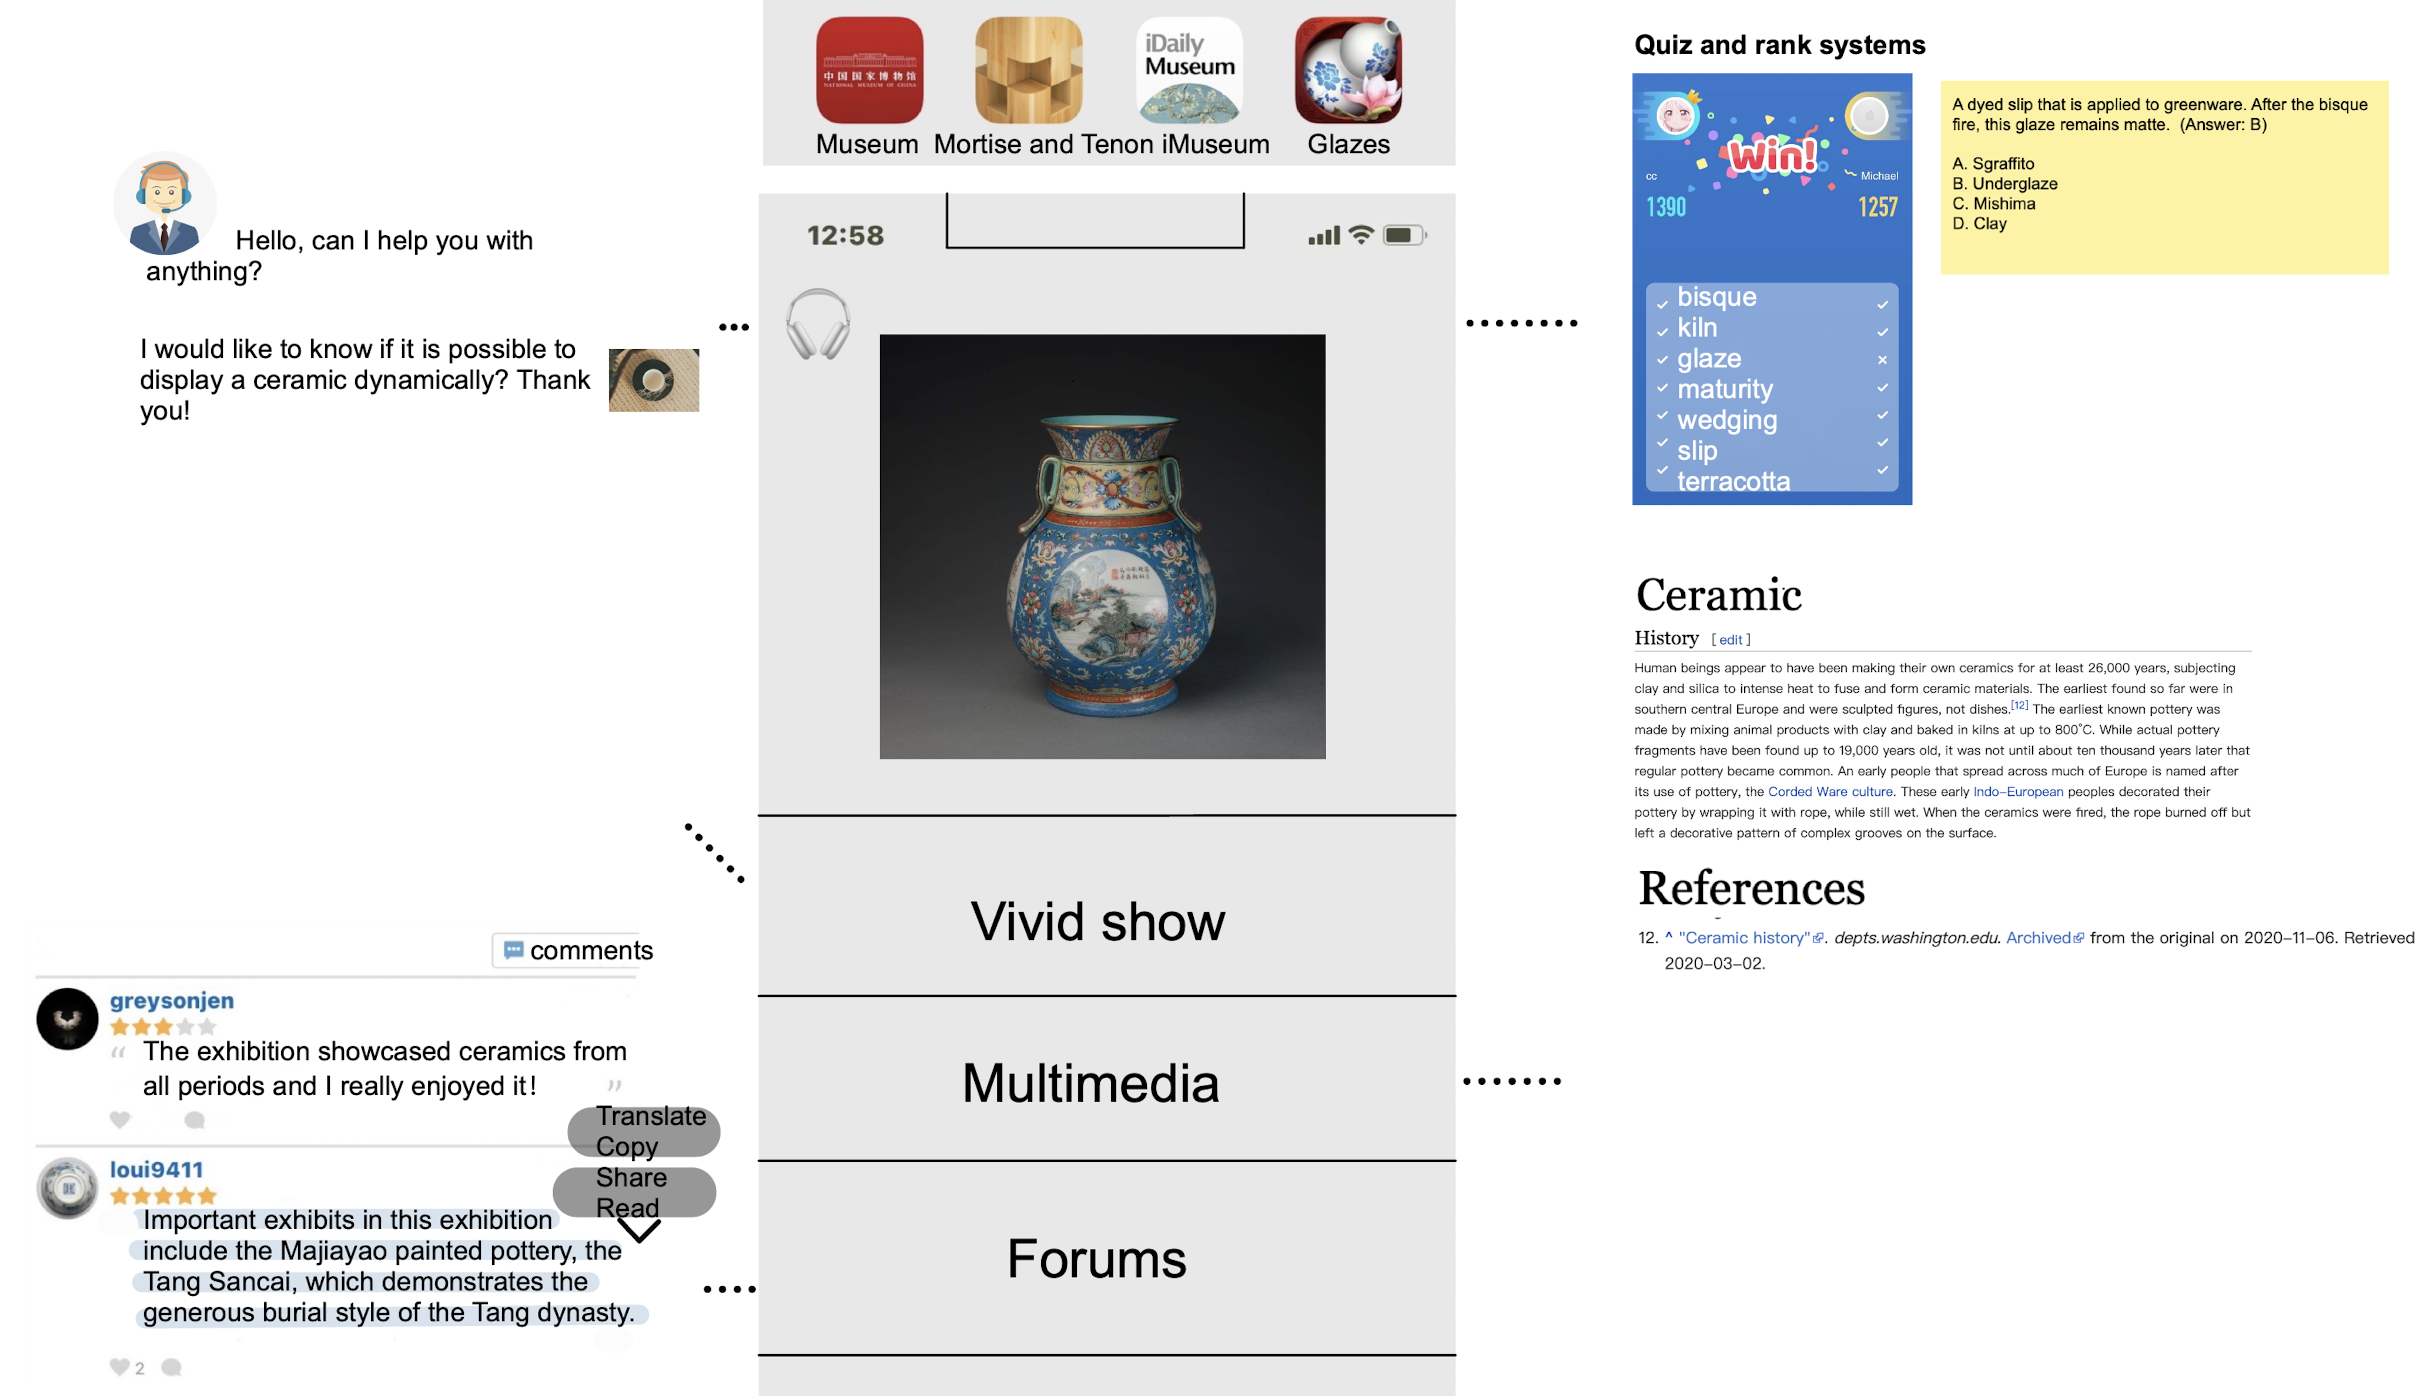 中国国家博物馆
NATIONAL MUSEUM OF CHINA
iDaily
Museum
Museum Mortise and Tenon iMuseum Glazes
Hello, can I help you with
anything?
I would like to know if it is possible to
display a ceramic dynamically? Thank
you!
12:58
Vivid show
Multimedia
Forums
comments
greysonjen
“ The exhibition showcased ceramics from
all periods and I really enjoyed it! ”
Translate
Copy
Share
Read
loui9411
Important exhibits in this exhibition
include the Majiayao painted pottery, the
Tang Sancai, which demonstrates the
generous burial style of the Tang dynasty.
2
Quiz and rank systems
Win!
cc
Michael
1390
1257
bisque
kiln
glaze
maturity
wedging
slip
terracotta
A dyed slip that is applied to greenware. After the bisque
fire, this glaze remains matte. (Answer: B)
A. Sgraffito
B. Underglaze
C. Mishima
D. Clay
Ceramic
History [ edit ]
Human beings appear to have been making their own ceramics for at least 26,000 years, subjecting
clay and silica to intense heat to fuse and form ceramic materials. The earliest found so far were in
southern central Europe and were sculpted figures, not dishes.[12] The earliest known pottery was
made by mixing animal products with clay and baked in kilns at up to 800°C. While actual pottery
fragments have been found up to 19,000 years old, it was not until about ten thousand years later that
regular pottery became common. An early people that spread across much of Europe is named after
its use of pottery, the Corded Ware culture. These early Indo-European peoples decorated their
pottery by wrapping it with rope, while still wet. When the ceramics were fired, the rope burned off but
left a decorative pattern of complex grooves on the surface.
References
12. ^ "Ceramic history". depts.washington.edu. Archived from the original on 2020-11-06. Retrieved
2020-03-02.